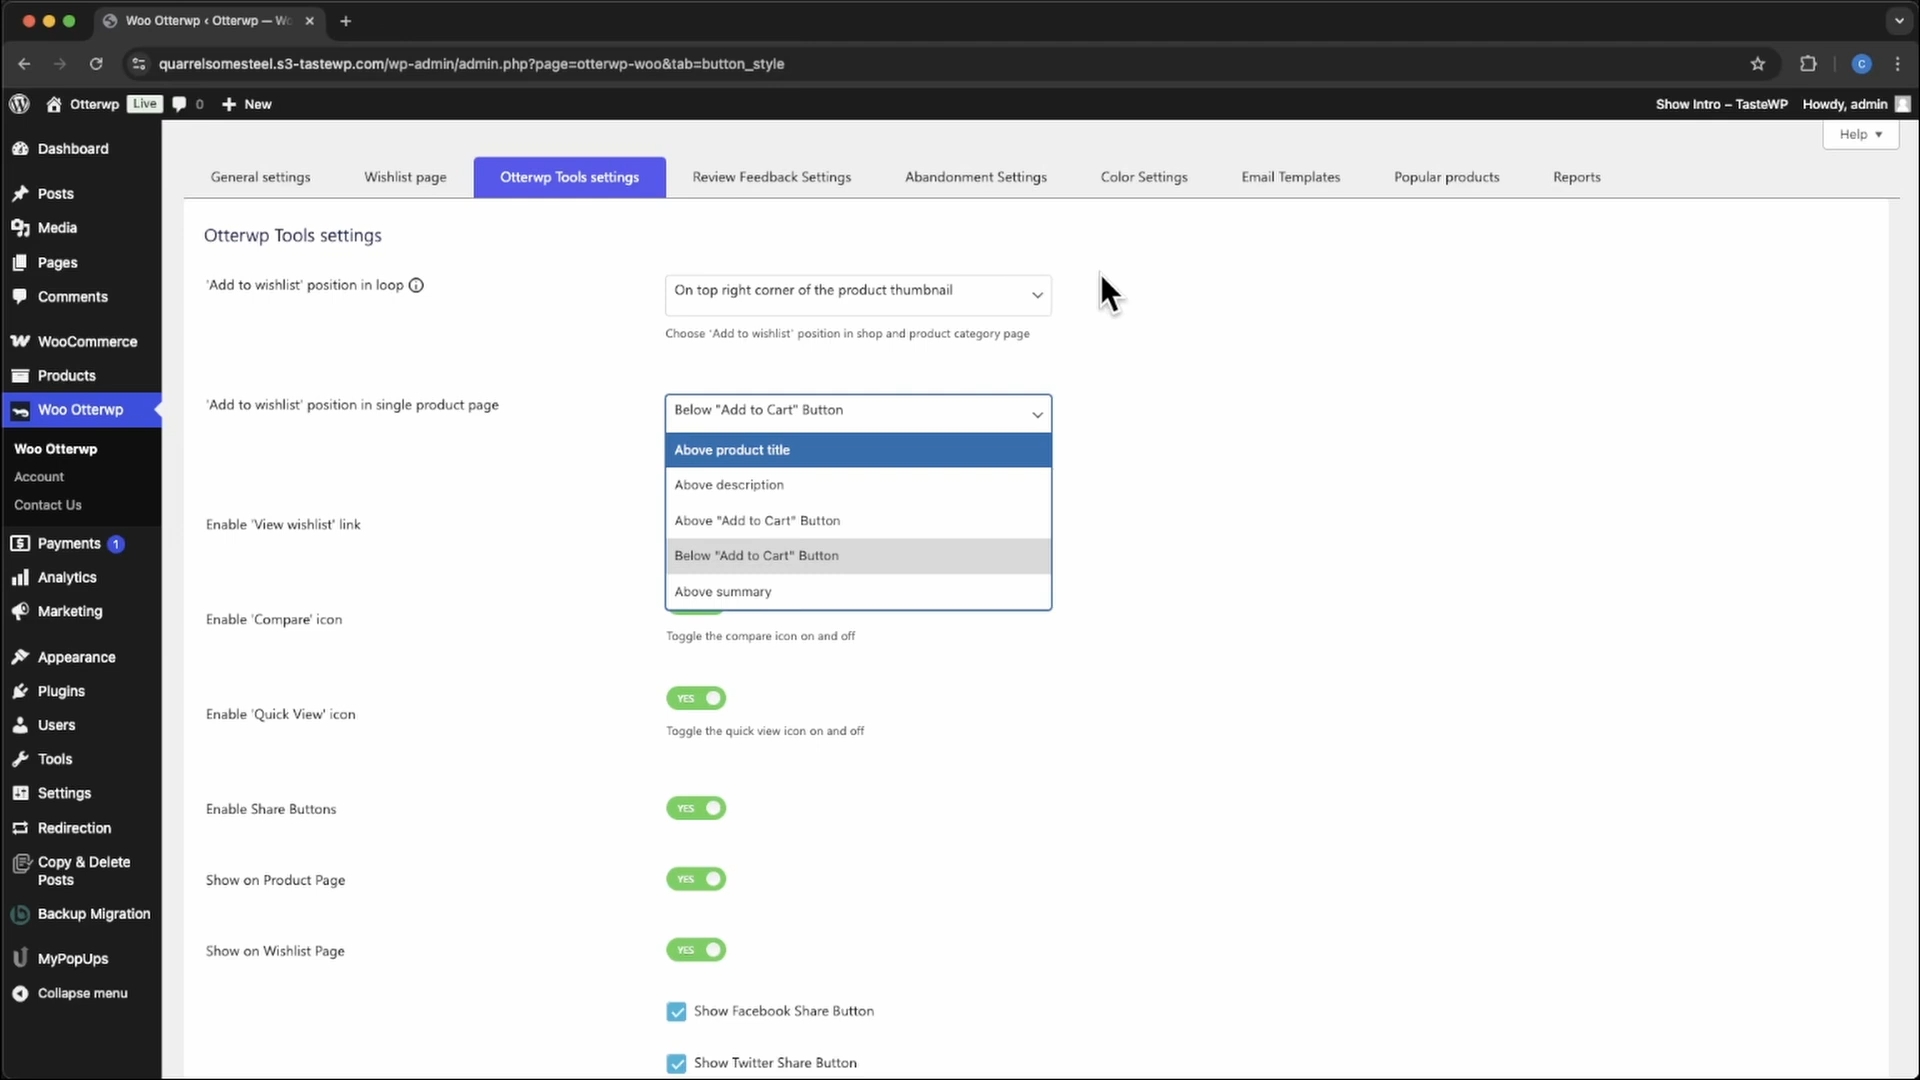 Woo Otterwp ‹ Otterwp — Wo
quarrelsomesteel.s3-tastewp.com/wp-admin/admin.php?page=otterwp-woo&tab=button_style
C
Otterwp Live 0 New
Show Intro – TasteWP Howdy, admin
Help
Dashboard
Posts
Media
Pages
Comments
WooCommerce
Products
Woo Otterwp
Woo Otterwp
Account
Contact Us
Payments 1
Analytics
Marketing
Appearance
Plugins
Users
Tools
Settings
Redirection
Copy & Delete
Posts
Backup Migration
MyPopUps
Collapse menu
General settings Wishlist page Otterwp Tools settings Review Feedback Settings Abandonment Settings Color Settings Email Templates Popular products Reports
Otterwp Tools settings
'Add to wishlist' position in loop
On top right corner of the product thumbnail
Choose 'Add to wishlist' position in shop and product category page
'Add to wishlist' position in single product page
Below "Add to Cart" Button
Above product title
Above description
Above "Add to Cart" Button
Below "Add to Cart" Button
Above summary
Enable 'View wishlist' link
Enable 'Compare' icon
Toggle the compare icon on and off
Enable 'Quick View' icon
YES
Toggle the quick view icon on and off
Enable Share Buttons
YES
Show on Product Page
YES
Show on Wishlist Page
YES
Show Facebook Share Button
Show Twitter Share Button